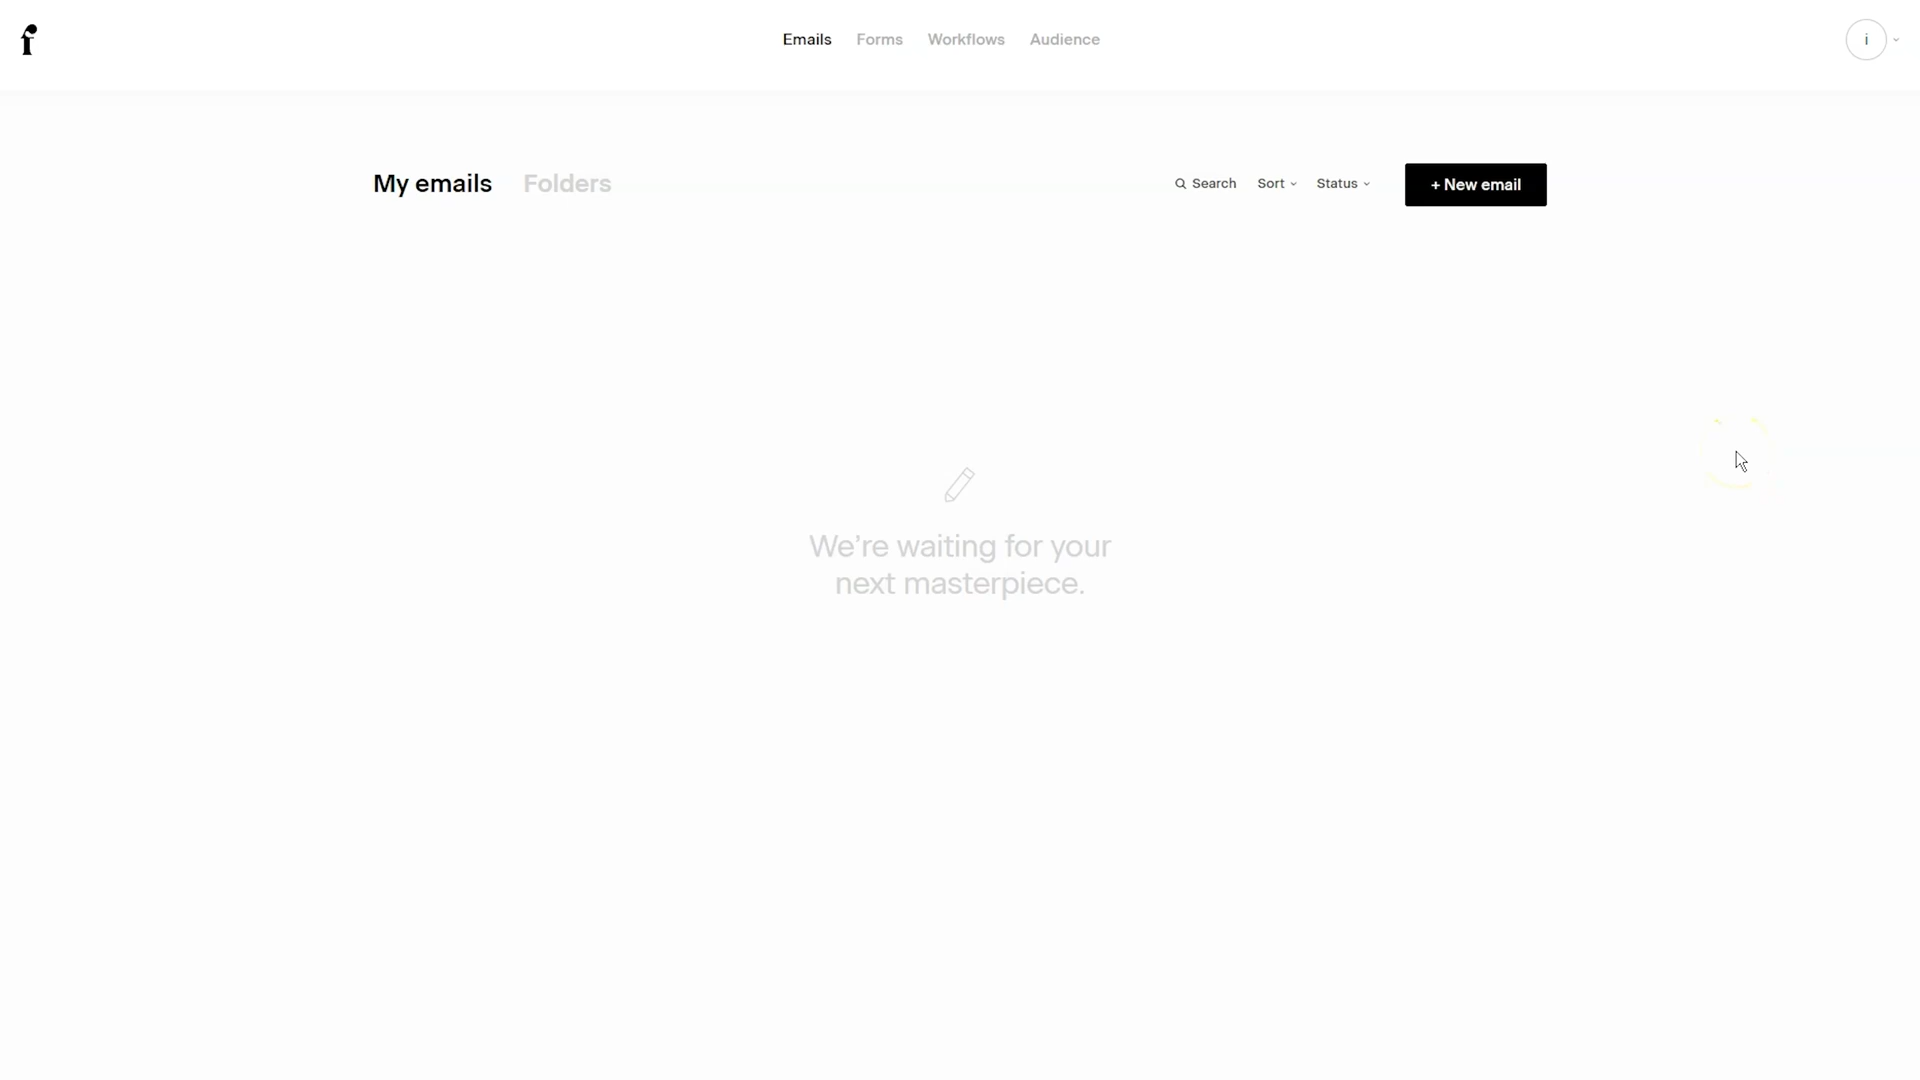 f
Emails Forms Workflows Audience
i
My emails Folders
Search Sort Status
+ New email
We're waiting for your
next masterpiece.